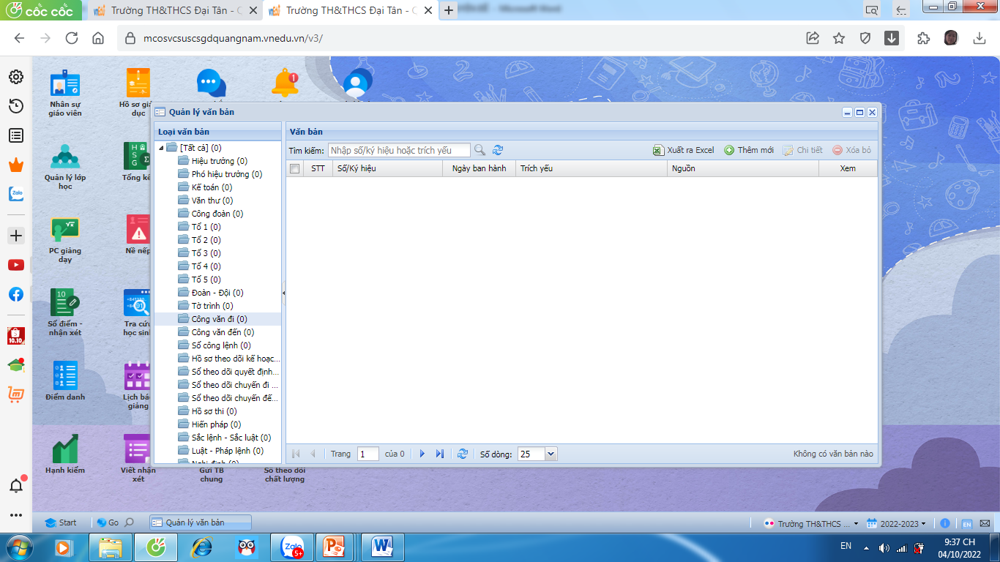 cốc cốc
Trường TH&THCS Đại Tân - C
Trường TH&THCS Đại Tân - C
mcosvcsuscsgdquangnam.vnedu.vn/v3/
Nhân sự
giáo viên
Hồ sơ gi
dục
1
Quản lý văn bản
Loại văn bản
Văn bản
[Tất cả] (0)
Tìm kiếm:
Nhập số/ký hiệu hoặc trích yếu
Xuất ra Excel
Thêm mới
Chi tiết
Xóa bỏ
STT
Số/Ký hiệu
Ngày ban hành
Trích yếu
Nguồn
Xem
Hiệu trưởng (0)
Phó hiệu trưởng (0)
Kế toán (0)
Văn thư (0)
Công đoàn (0)
Tổ 1 (0)
Tổ 2 (0)
Tổ 3 (0)
Tổ 4 (0)
Tổ 5 (0)
Đoàn - Đội (0)
Tờ trình (0)
Công văn đi (0)
Công văn đến (0)
Sổ công lệnh (0)
Hồ sơ theo dõi kế hoạc...
Sổ theo dõi quyết định...
Sổ theo dõi chuyển đi ...
Sổ theo dõi chuyển đế...
Hồ sơ thi (0)
Hiến pháp (0)
Sắc lệnh - Sắc luật (0)
Luật - Pháp lệnh (0)
Nghị định (0)
Quản lý lớp
học
Tổng kế
PC giảng
dạy
Nề nếp
Sổ điểm -
nhận xét
Tra cứu
học sinh
Điểm danh
Lịch bá
giảng
Hạnh kiểm
Viết nhận
xét
Gửi TB
chung
Sổ theo dõi
chất lượng
Zalo
10.10
Trang
1
của 0
Số dòng:
25
Không có văn bản nào
Start
Go
Quản lý văn bản
Trường TH&THCS ...
2022-2023
EN
Zalo
5+
EN
9:37 CH
04/10/2022